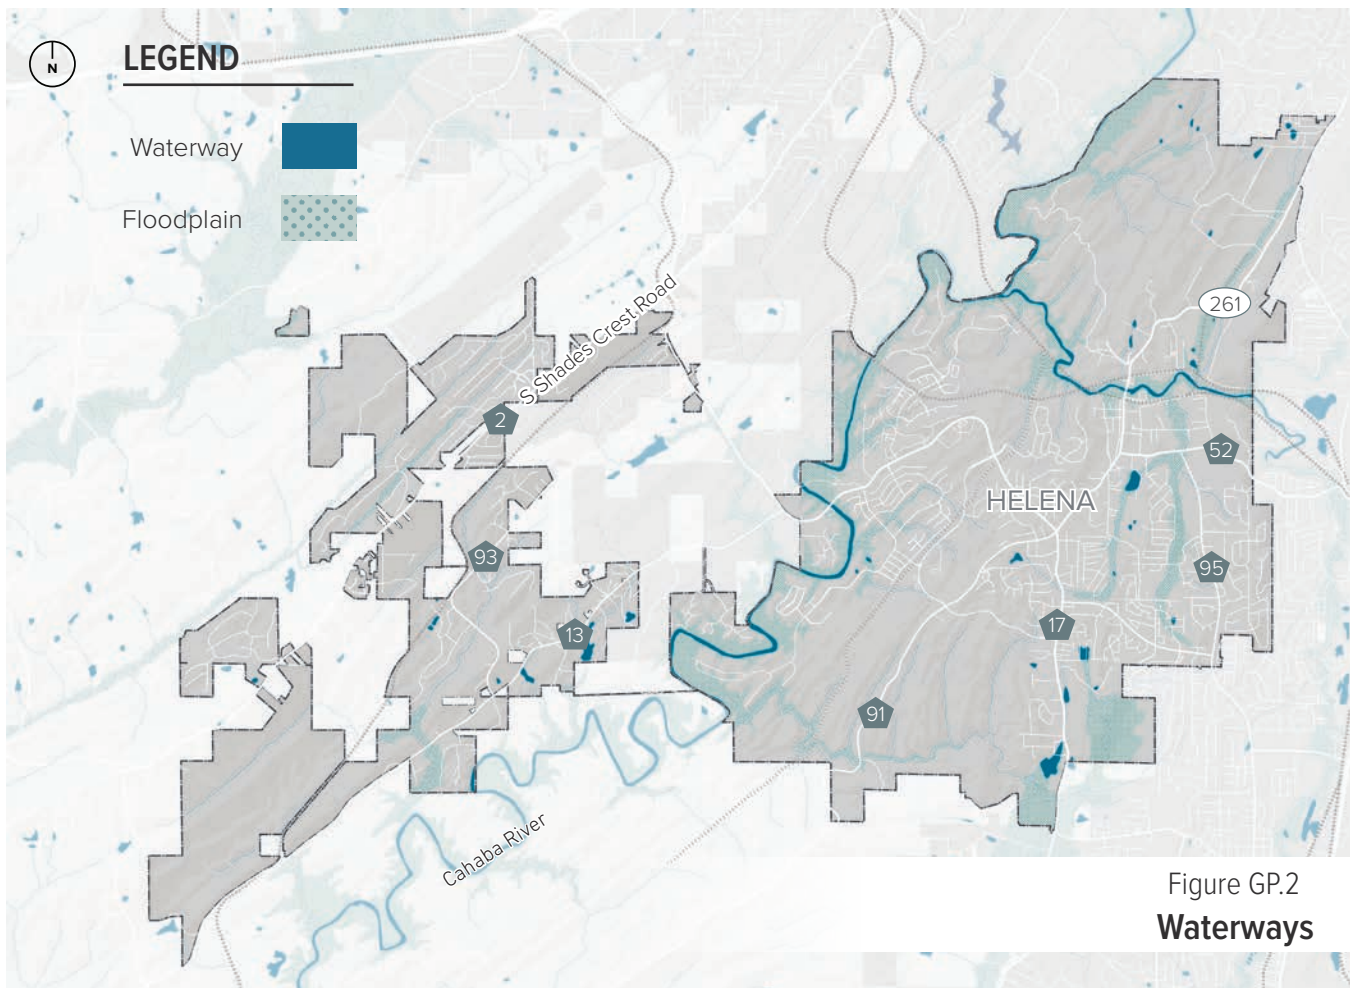 N
LEGEND
Waterway
Floodplain
261
S Shades Crest Road
2
52
HELENA
93
95
13
17
91
Cahaba River
Figure GP.2
Waterways